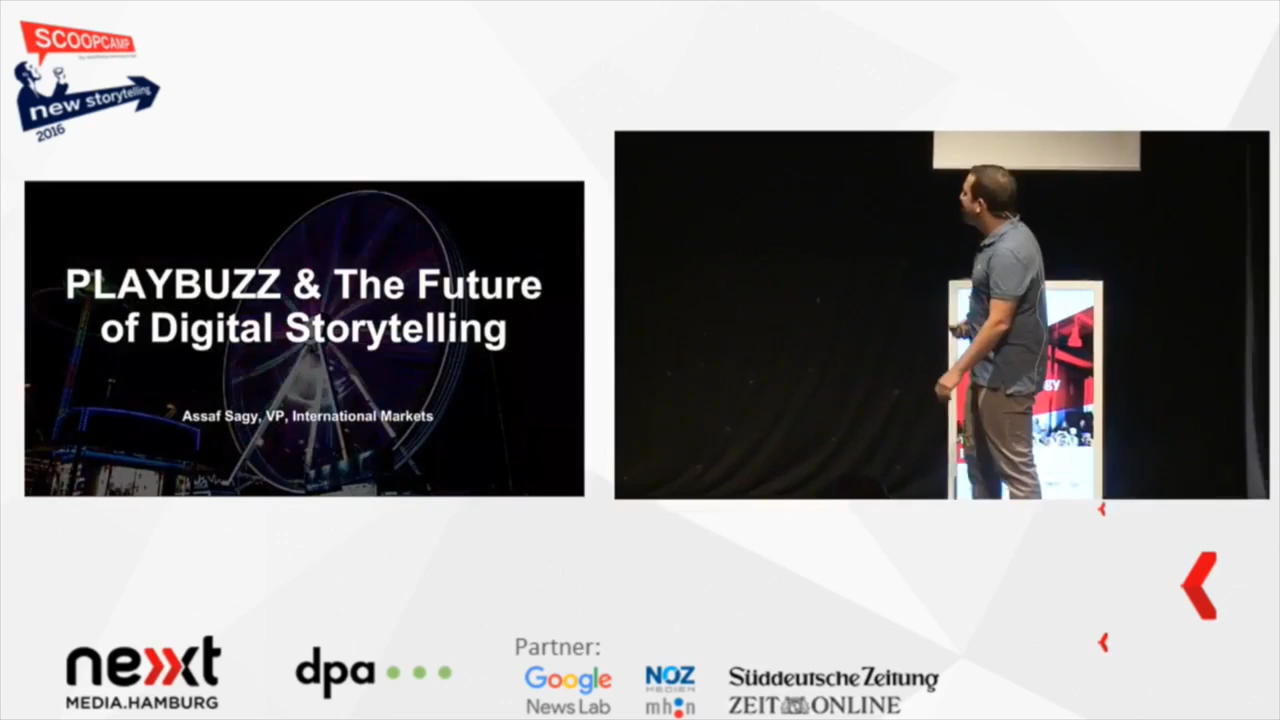 SCOOPCAMP
new storytelling
2016
PLAYBUZZ & The Future
of Digital Storytelling
Assaf Sagy, VP, International Markets
nexxt
MEDIA.HAMBURG
dpa
Partner:
Google
News Lab
NOZ
MEDIEN
mh:n
Süddeutsche Zeitung
ZEIT ONLINE